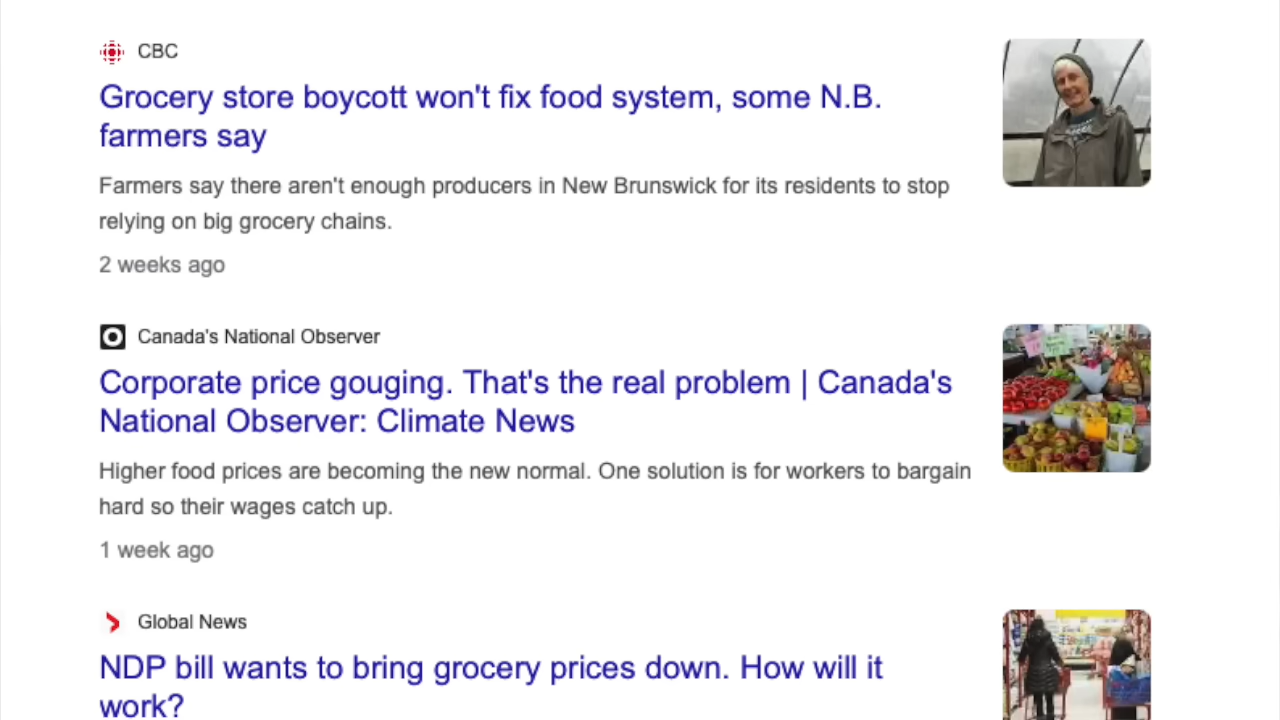 CBC
Grocery store boycott won't fix food system, some N.B.
farmers say
Farmers say there aren't enough producers in New Brunswick for its residents to stop
relying on big grocery chains.
2 weeks ago
Canada's National Observer
Corporate price gouging. That's the real problem | Canada's
National Observer: Climate News
Higher food prices are becoming the new normal. One solution is for workers to bargain
hard so their wages catch up.
1 week ago
Global News
NDP bill wants to bring grocery prices down. How will it
work?